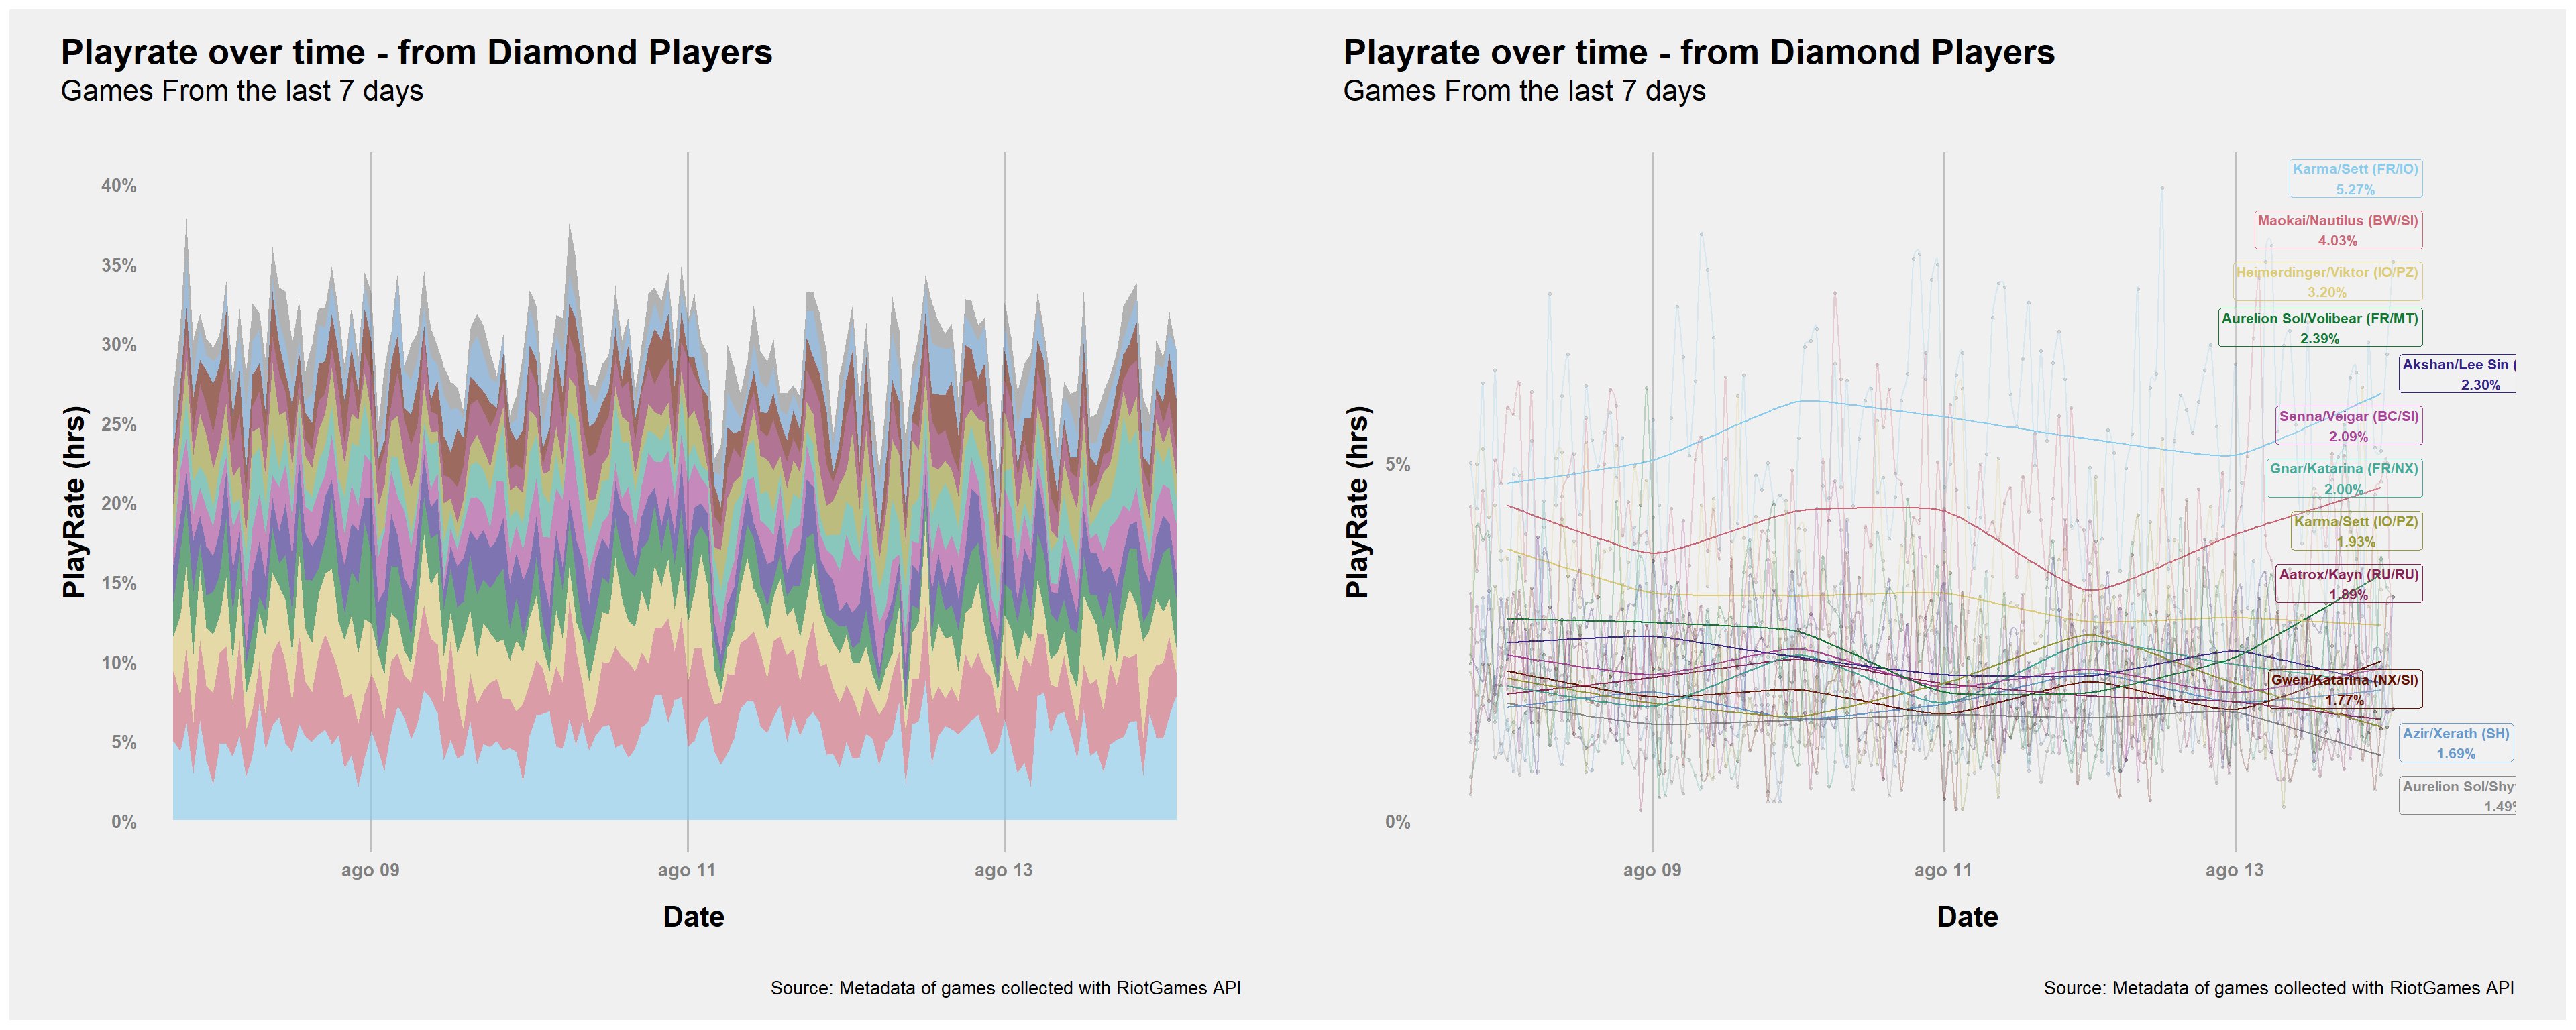 Playrate over time - from Diamond Players
Games From the last 7 days
PlayRate (hrs)
40%
35%
30%
25%
20%
15%
10%
5%
0%
ago 09
ago 11
ago 13
Date
Source: Metadata of games collected with RiotGames API
Playrate over time - from Diamond Players
Games From the last 7 days
PlayRate (hrs)
5%
0%
Karma/Sett (FR/IO)
5.27%
Maokai/Nautilus (BW/SI)
4.03%
Heimerdinger/Viktor (IO/PZ)
3.20%
Aurelion Sol/Volibear (FR/MT)
2.39%
Akshan/Lee Sin (
2.30%
Senna/Veigar (BC/SI)
2.09%
Gnar/Katarina (FR/NX)
2.00%
Karma/Sett (IO/PZ)
1.93%
Aatrox/Kayn (RU/RU)
1.89%
Gwen/Katarina (NX/SI)
1.77%
Azir/Xerath (SH)
1.69%
Aurelion Sol/Shy
1.49
ago 09
ago 11
ago 13
Date
Source: Metadata of games collected with RiotGames API